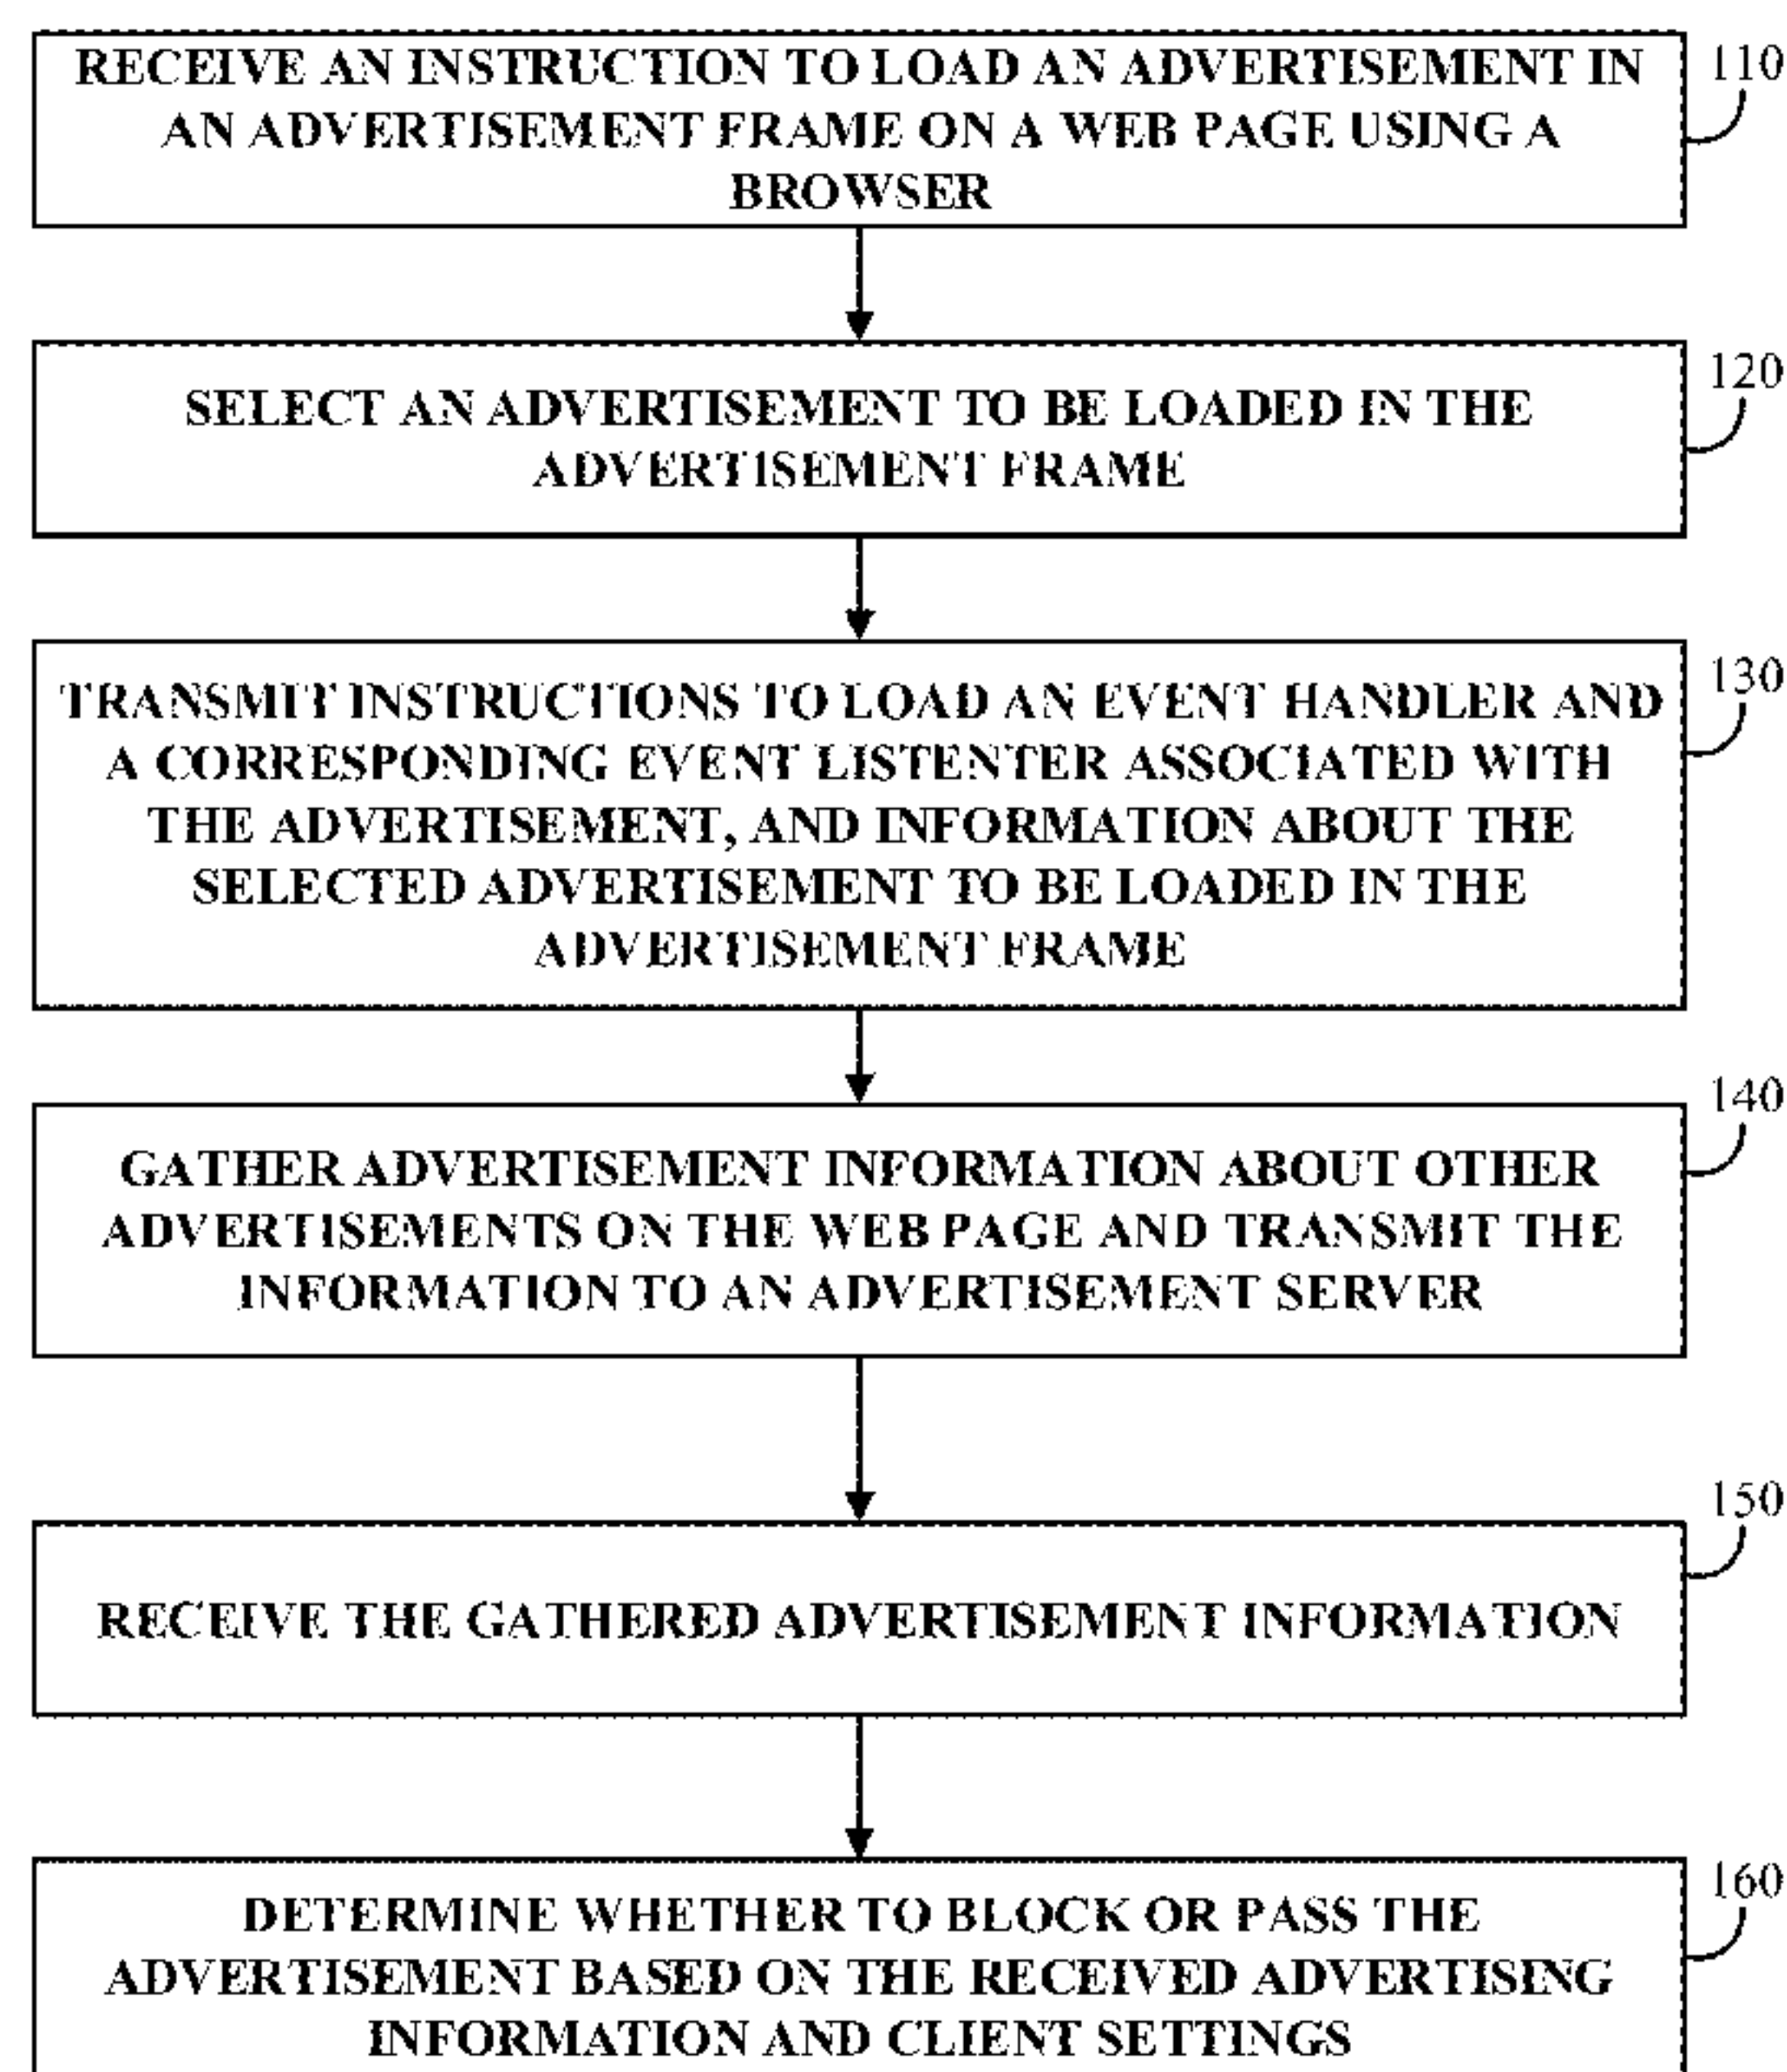 RECEIVE AN INSTRUCTION TO LOAD AN ADVERTISEMENT IN
AN ADVERTISEMENT FRAME ON A WEB PAGE USING A
BROWSER
110
SELECT AN ADVERTISEMENT TO BE LOADED IN THE
ADVERTISEMENT FRAME
120
TRANSMIT INSTRUCTIONS TO LOAD AN EVENT HANDLER AND
A CORRESPONDING EVENT LISTENTER ASSOCIATED WITH
THE ADVERTISEMENT, AND INFORMATION ABOUT THE
SELECTED ADVERTISEMENT TO BE LOADED IN THE
ADVERTISEMENT FRAME
130
GATHER ADVERTISEMENT INFORMATION ABOUT OTHER
ADVERTISEMENTS ON THE WEB PAGE AND TRANSMIT THE
INFORMATION TO AN ADVERTISEMENT SERVER
140
RECEIVE THE GATHERED ADVERTISEMENT INFORMATION
150
DETERMINE WHETHER TO BLOCK OR PASS THE
ADVERTISEMENT BASED ON THE RECEIVED ADVERTISING
INFORMATION AND CLIENT SETTINGS
160